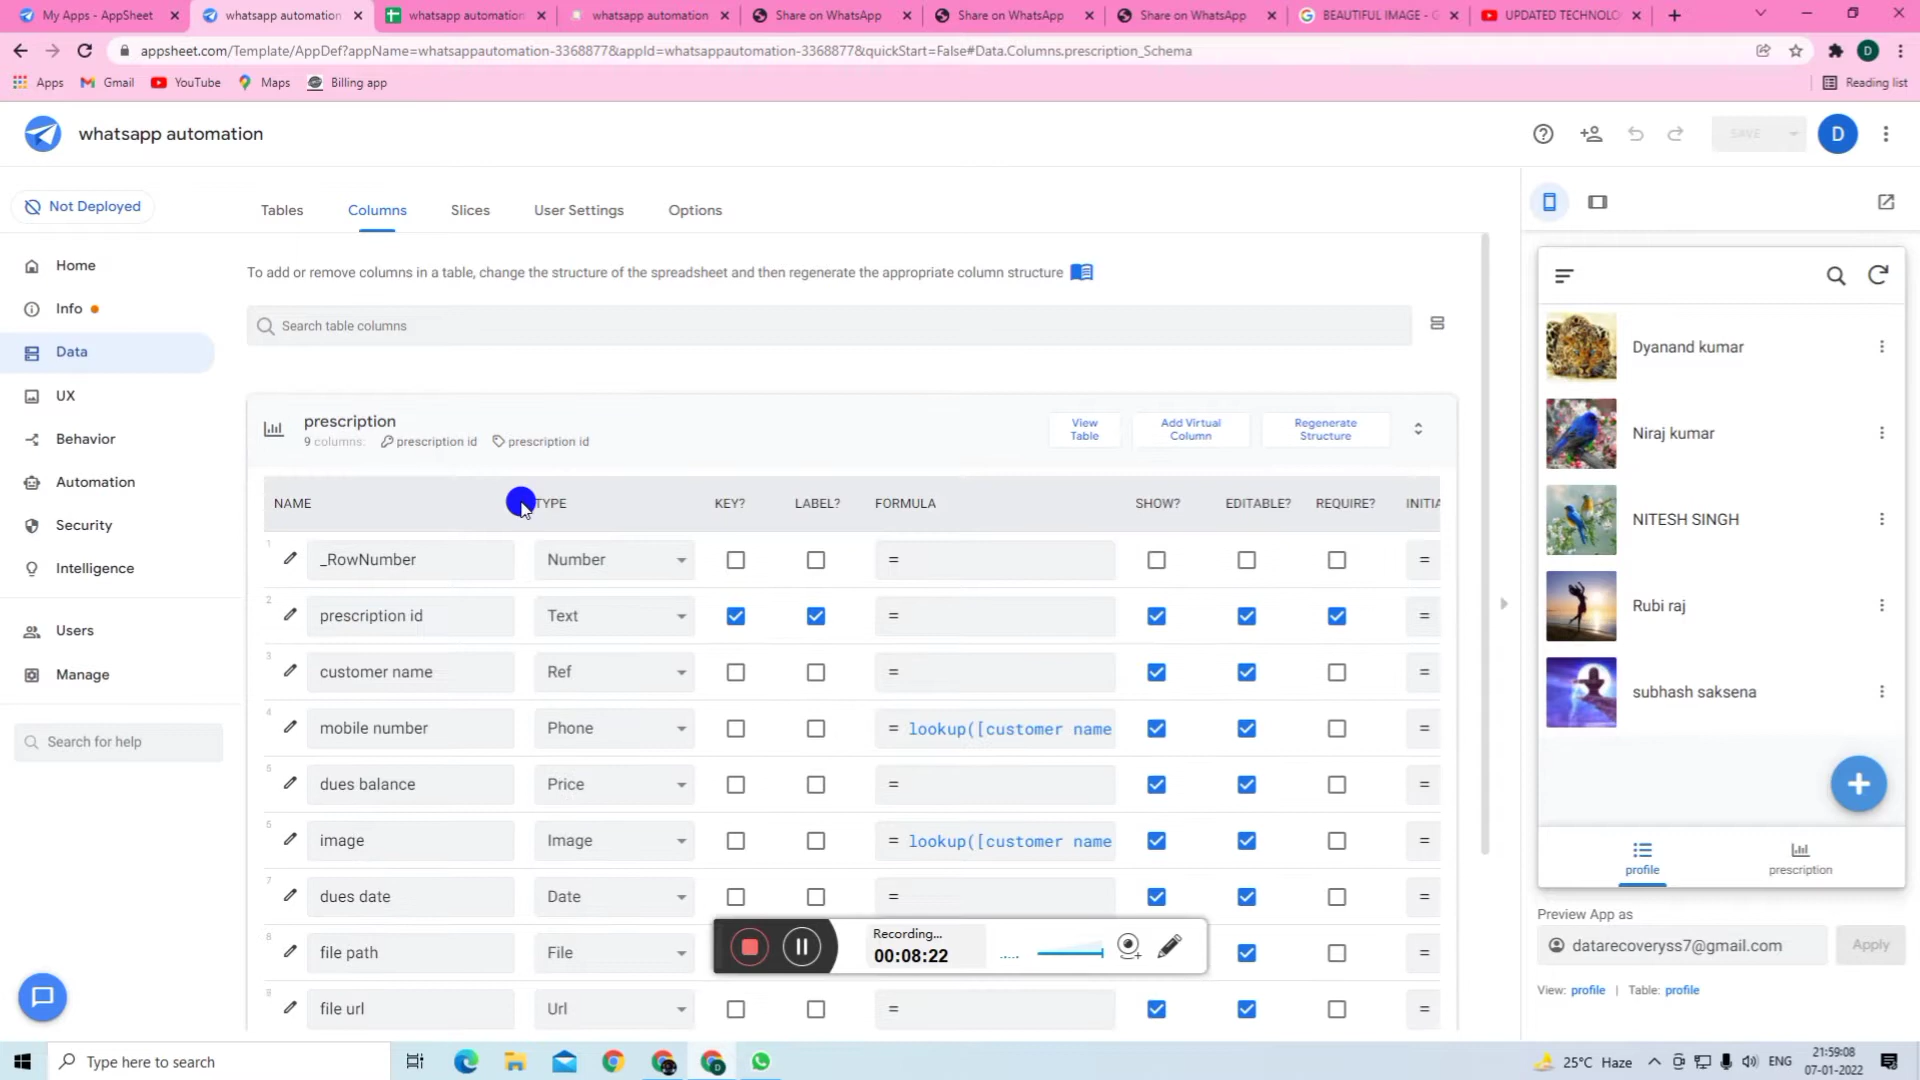 My Apps - AppSheet
whatsapp automation
whatsapp automation
whatsapp automation
Share on WhatsApp
Share on WhatsApp
Share on WhatsApp
BEAUTIFUL IMAGE - G
UPDATED TECHNOLO
appsheet.com/Template/AppDef?appName=whatsappautomation-3368877&appId=whatsappautomation-3368877&quickStart=False#Data.Columns.prescription_Schema
D
Apps
Gmail
YouTube
Maps
Billing app
Reading list
whatsapp automation
SAVE
D
Not Deployed
Tables
Columns
Slices
User Settings
Options
Home
Info
Data
UX
Behavior
Automation
Security
Intelligence
Users
Manage
Search for help
To add or remove columns in a table, change the structure of the spreadsheet and then regenerate the appropriate column structure
Search table columns
prescription
9 columns: prescription id prescription id
View Table
Add Virtual Column
Regenerate Structure
NAME TYPE KEY? LABEL? FORMULA SHOW? EDITABLE? REQUIRE? INITIA
1 _RowNumber Number = =
2 prescription id Text = =
3 customer name Ref = =
4 mobile number Phone = lookup([customer name =
5 dues balance Price = =
6 image Image = lookup([customer name =
7 dues date Date = =
8 file path File =
9 file url Url = =
Recording...
00:08:22
Dyanand kumar
Niraj kumar
NITESH SINGH
Rubi raj
subhash saksena
profile
prescription
Preview App as
datarecoveryss7@gmail.com
Apply
View: profile | Table: profile
Type here to search
D
25°C Haze
ENG
21:59:08
07-01-2022